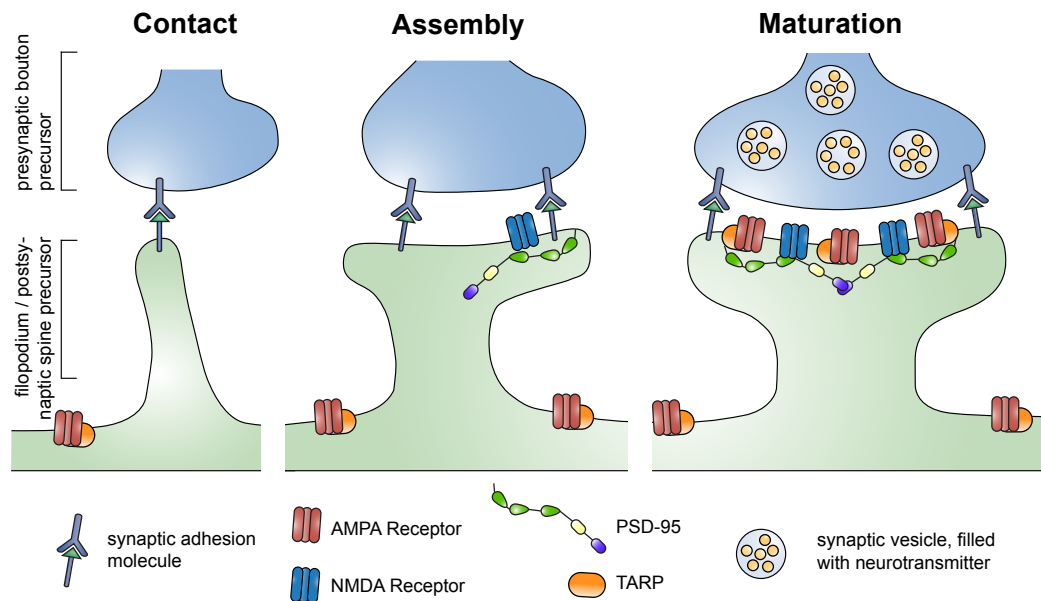 Contact
Assembly
Maturation
presynaptic bouton
precursor
filopodium / postsy-
naptic spine precursor
synaptic adhesion
molecule
AMPA Receptor
NMDA Receptor
PSD-95
TARP
synaptic vesicle, filled
with neurotransmitter